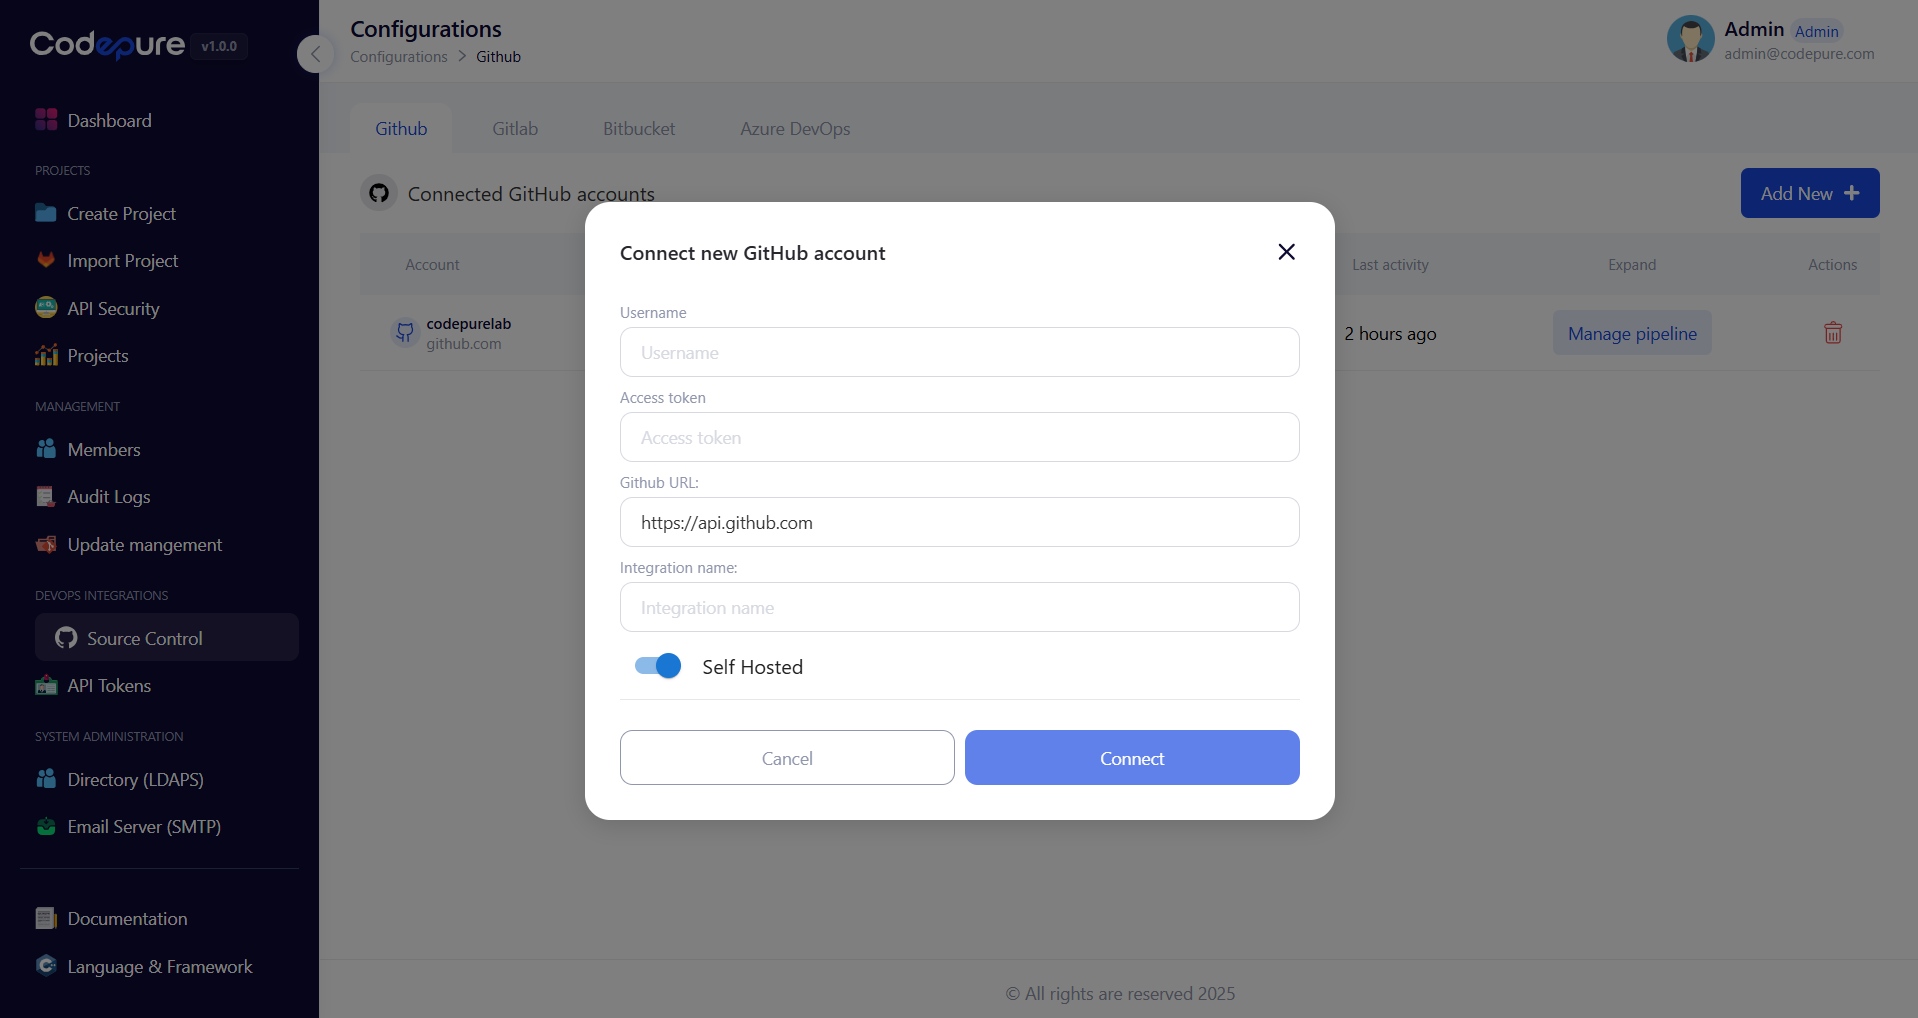 Codepure v1.0.0
Dashboard
PROJECTS
Create Project
Import Project
API Security
Projects
MANAGEMENT
Members
Audit Logs
Update mangement
DEVOPS INTEGRATIONS
Source Control
API Tokens
SYSTEM ADMINISTRATION
Directory (LDAPS)
Email Server (SMTP)
Documentation
Language & Framework
Configurations
Configurations > Github
Admin Admin
admin@codepure.com
Github Gitlab Bitbucket Azure DevOps
Connected GitHub accounts
Add New +
Account Last activity Expand Actions
codepurelab
github.com
2 hours ago
Manage pipeline
Connect new GitHub account
Username
Username
Access token
Access token
Github URL:
https://api.github.com
Integration name:
Integration name
Self Hosted
Cancel Connect
© All rights are reserved 2025